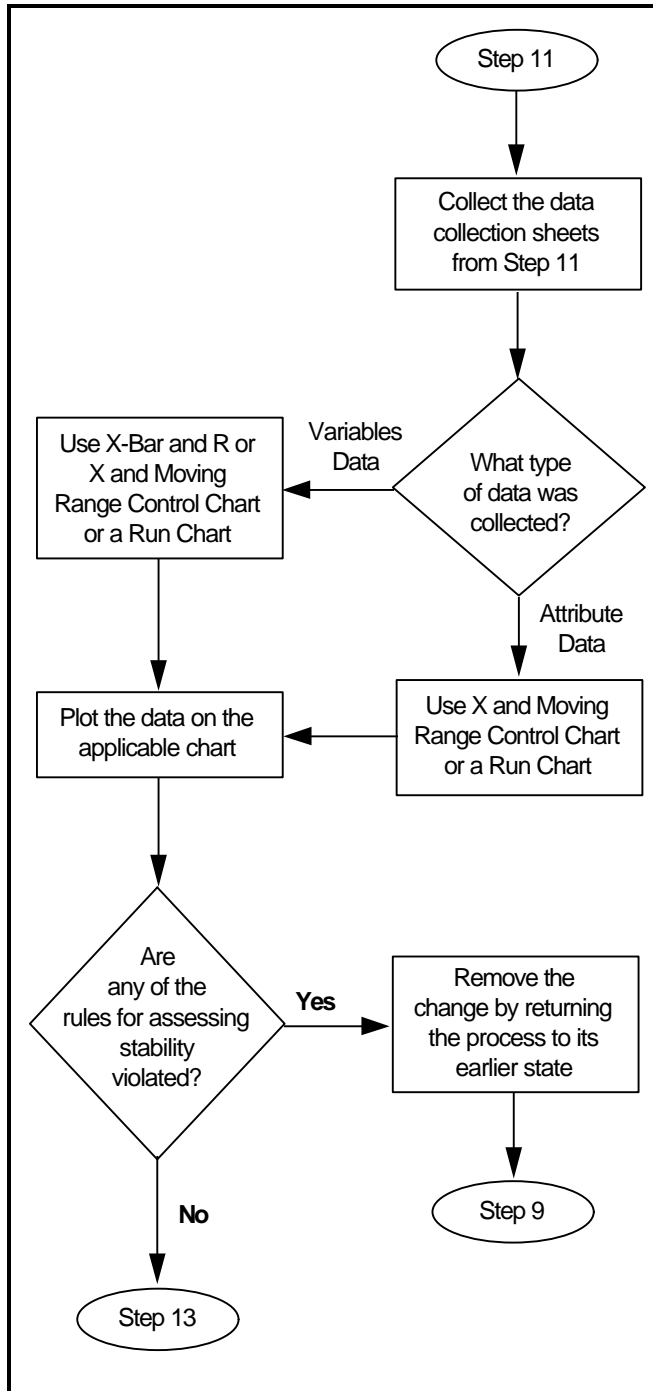 Step 11
Collect the data
collection sheets
from Step 11
What type
of data was
collected?
Variables
Data
Use X-Bar and R or
X and Moving
Range Control Chart
or a Run Chart
Attribute
Data
Use X and Moving
Range Control Chart
or a Run Chart
Plot the data on the
applicable chart
Are
any of the
rules for assessing
stability
violated?
Yes
Remove the
change by returning
the process to its
earlier state
Step 9
No
Step 13